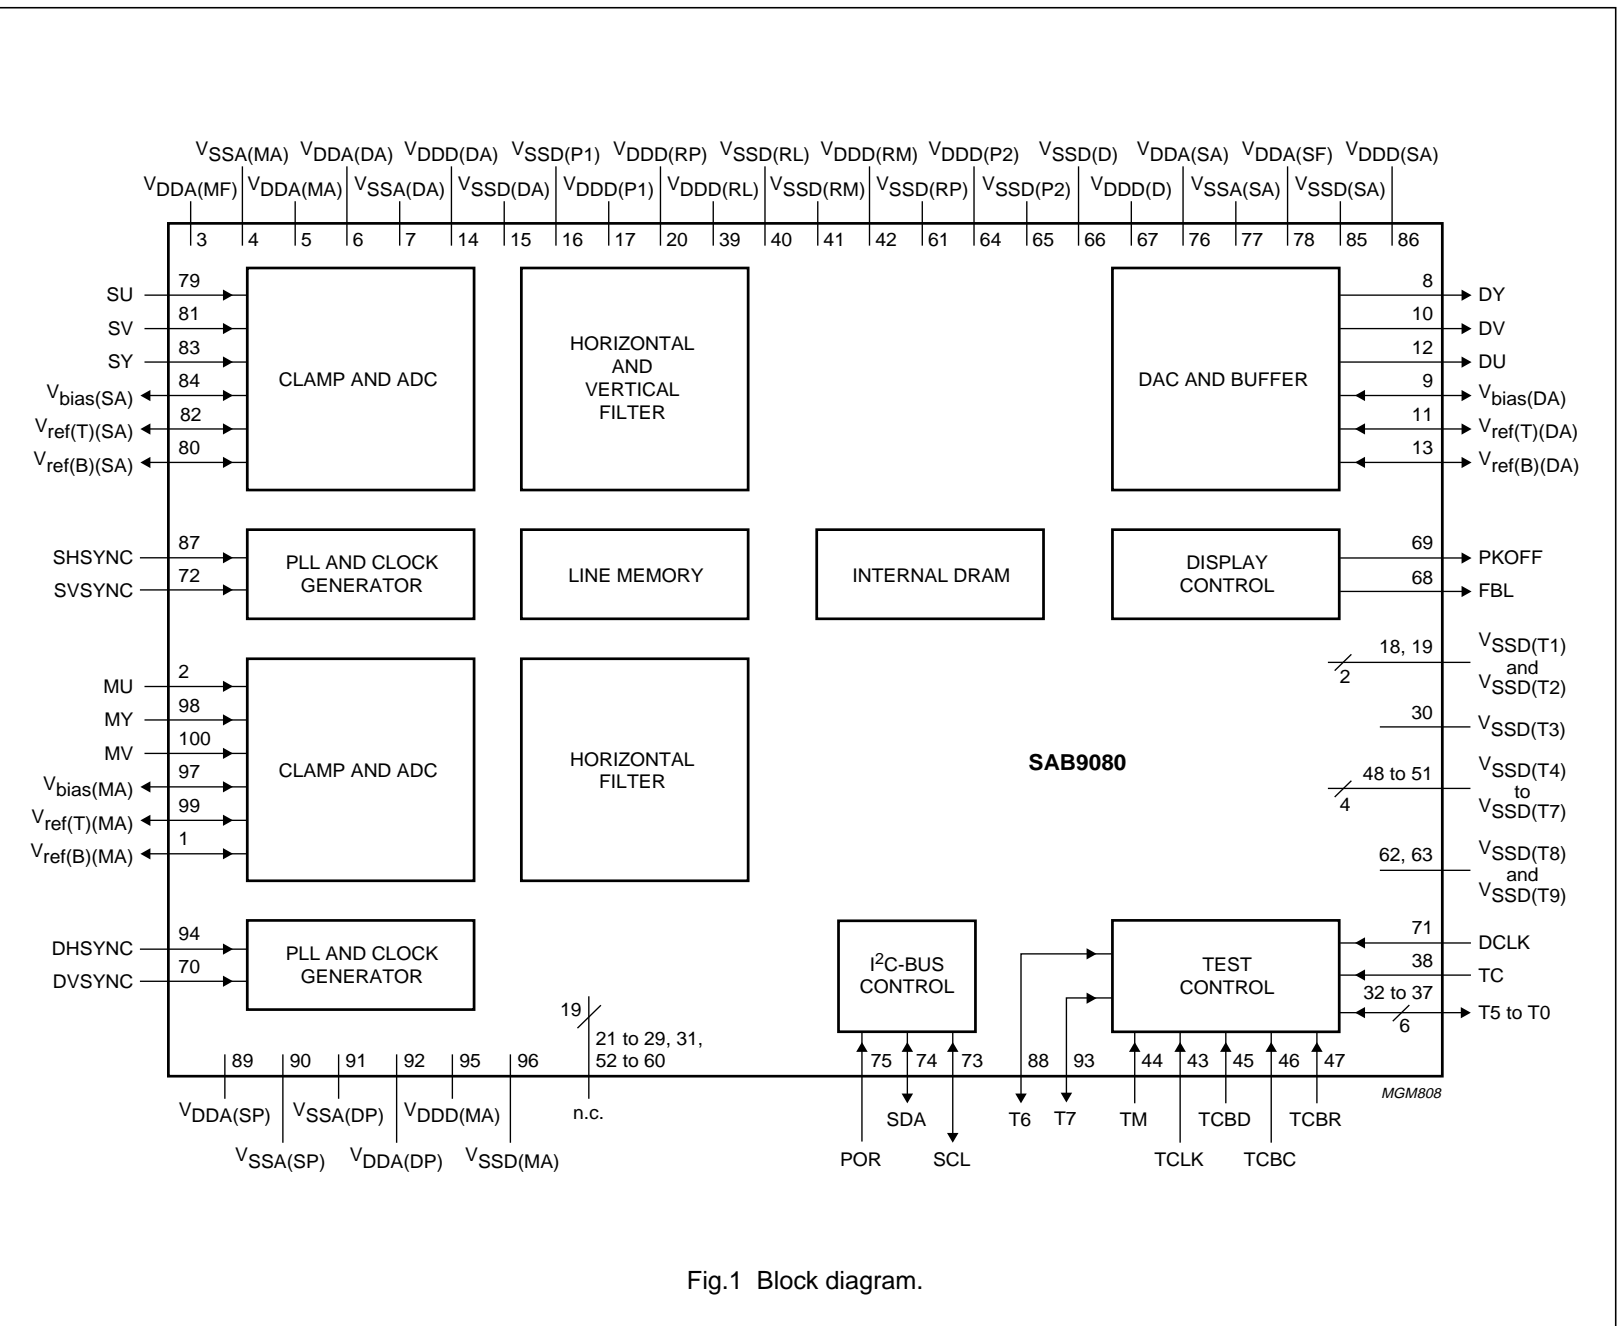 VSSA(MA) VDDA(DA) VDDD(DA) VSSD(P1) VDDD(RP) VSSD(RL) VDDD(RM) VDDD(P2) VSSD(D) VDDA(SA) VDDA(SF) VDDD(SA)
VDDA(MF) VDDA(MA) VSSA(DA) VSSD(DA) VDDD(P1) VDDD(RL) VSSD(RM) VSSD(RP) VSSD(P2) VDDD(D) VSSA(SA) VSSD(SA)
3 4 5 6 7 14 15 16 17 20 39 40 41 42 61 64 65 66 67 76 77 78 85 86
SU 79
SV 81
SY 83
Vbias(SA) 84
Vref(T)(SA) 82
Vref(B)(SA) 80
CLAMP AND ADC
HORIZONTAL
AND
VERTICAL
FILTER
DAC AND BUFFER
8 DY
10 DV
12 DU
9 Vbias(DA)
11 Vref(T)(DA)
13 Vref(B)(DA)
SHSYNC 87
SVSYNC 72
PLL AND CLOCK
GENERATOR
LINE MEMORY
INTERNAL DRAM
DISPLAY
CONTROL
69 PKOFF
68 FBL
18, 19
2
VSSD(T1)
and
VSSD(T2)
30 VSSD(T3)
48 to 51
4
VSSD(T4)
to
VSSD(T7)
62, 63
VSSD(T8)
and
VSSD(T9)
MU 2
MY 98
MV 100
Vbias(MA) 97
Vref(T)(MA) 99
Vref(B)(MA) 1
CLAMP AND ADC
HORIZONTAL
FILTER
SAB9080
DHSYNC 94
DVSYNC 70
PLL AND CLOCK
GENERATOR
I2C-BUS
CONTROL
TEST
CONTROL
71 DCLK
38 TC
32 to 37
6
T5 to T0
19
21 to 29, 31,
52 to 60
n.c.
89 90 91 92 95 96
75 74 73 88 93 44 43 45 46 47
MGM808
VDDA(SP) VSSA(DP) VDDD(MA)
VSSA(SP) VDDA(DP) VSSD(MA)
SDA T6 T7 TM TCBD TCBR
POR SCL TCLK TCBC
Fig.1 Block diagram.